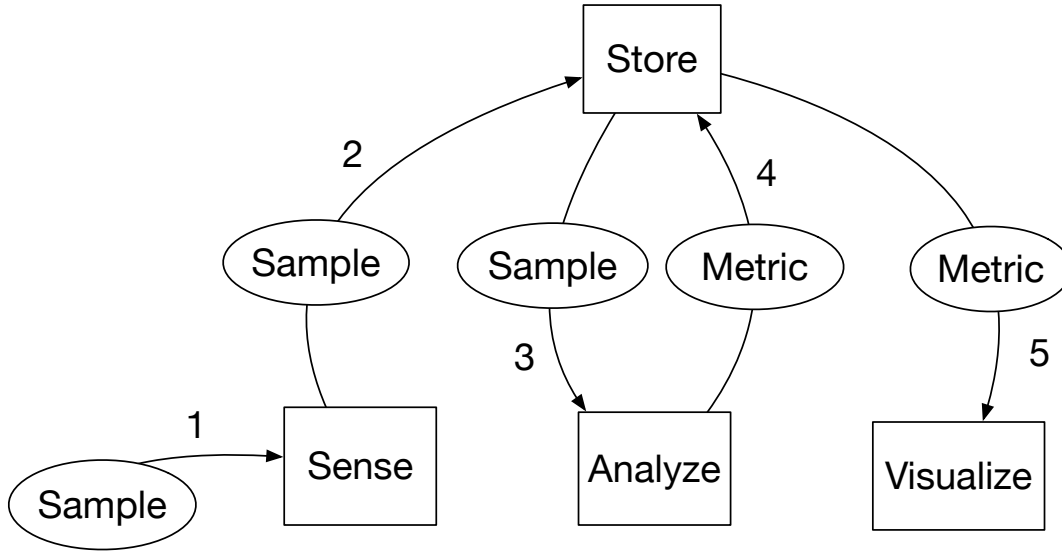 Store
2
4
Sample
Sample
Metric
Metric
3
5
1
Sense
Analyze
Visualize
Sample